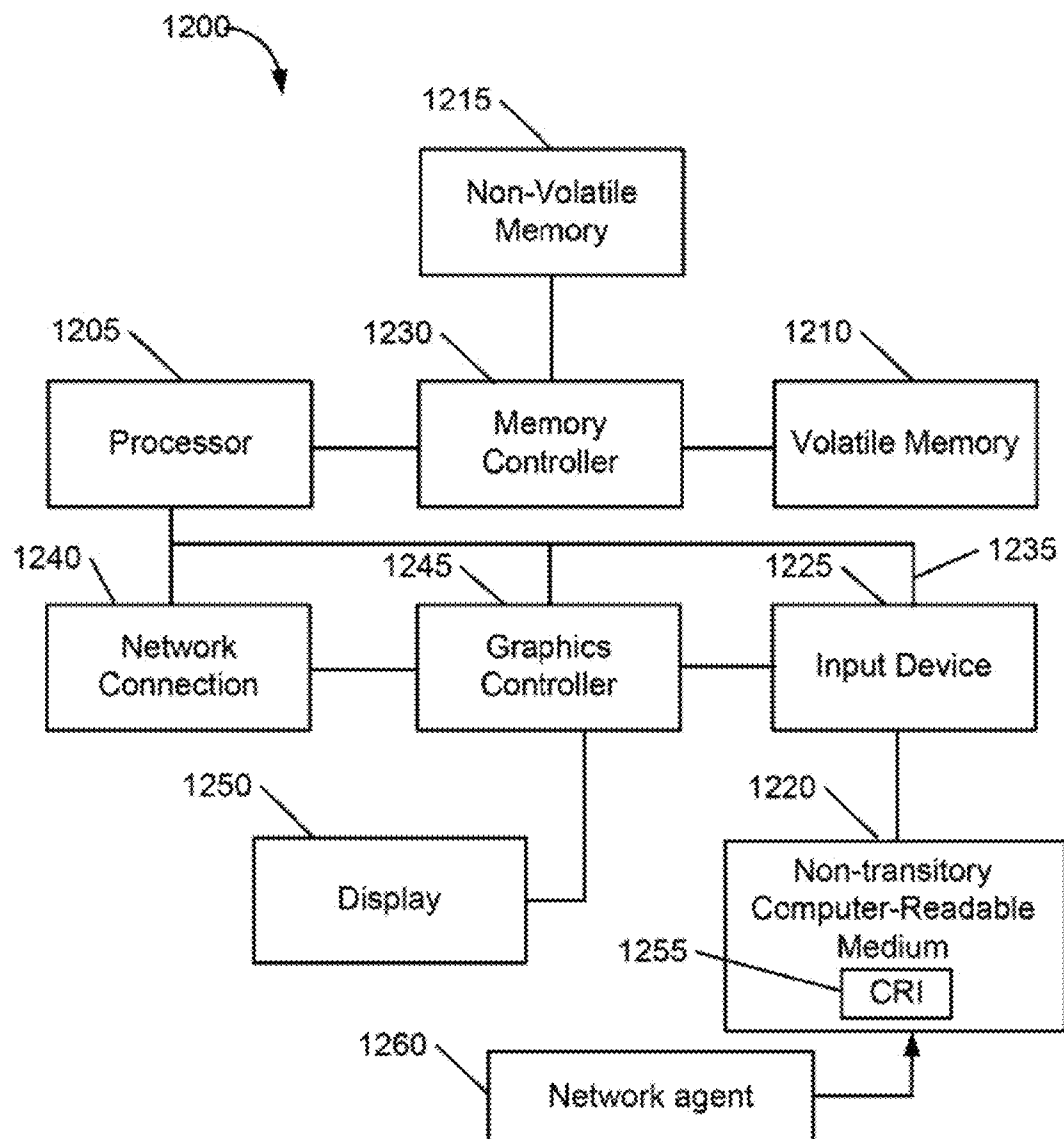 1200
1215
Non-Volatile
Memory
1205
1230
1210
Processor
Memory
Controller
Volatile Memory
1240
1245
1225
1235
Network
Connection
Graphics
Controller
Input Device
1250
1220
Display
Non-transitory
Computer-Readable
Medium
1255
CRI
1260
Network agent